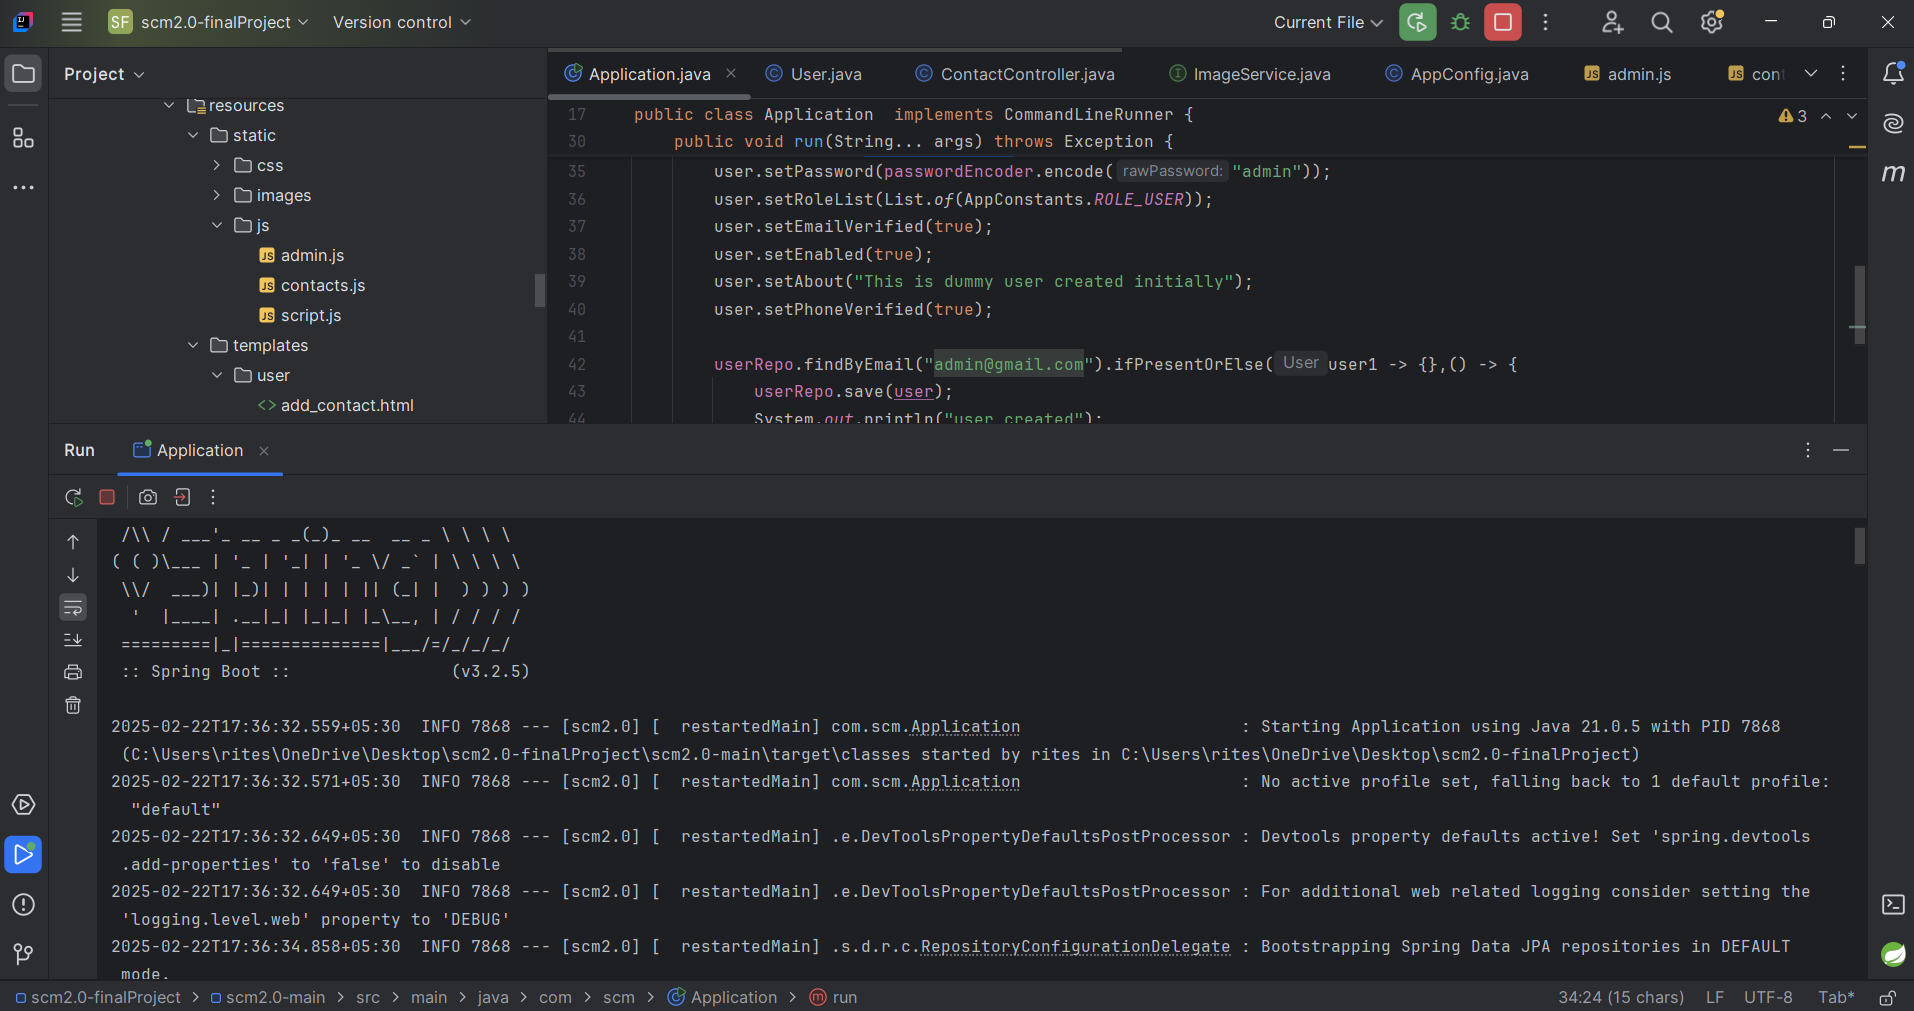 SF scm2.0-finalProject Version control Current File
Project
Application.java User.java ContactController.java ImageService.java AppConfig.java admin.js cont
resources
static
css
images
js
admin.js
contacts.js
script.js
templates
user
add_contact.html
17 public class Application  implements CommandLineRunner {
30 public void run(String... args) throws Exception {
3
35 user.setPassword(passwordEncoder.encode( rawPassword: "admin"));
36 user.setRoleList(List.of(AppConstants.ROLE_USER));
37 user.setEmailVerified(true);
38 user.setEnabled(true);
39 user.setAbout("This is dummy user created initially");
40 user.setPhoneVerified(true);
41
42 userRepo.findByEmail("admin@gmail.com").ifPresentOrElse( User user1 -> {},() -> {
43 userRepo.save(user);
44 System.out.println("user created");
Run Application
 /\\ / ___'_ __ _ _(_)_ __  __ _ \ \ \ \
( ( )\___ | '_ | '_| | '_ \/ _` | \ \ \ \
 \\/  ___)| |_)| | | | | || (_| |  ) ) ) )
  '  |____| .__|_| |_|_| |_\__, | / / / /
 =========|_|==============|___/=/_/_/_/
 :: Spring Boot ::                (v3.2.5)
2025-02-22T17:36:32.559+05:30  INFO 7868 --- [scm2.0] [  restartedMain] com.scm.Application                      : Starting Application using Java 21.0.5 with PID 7868
(C:\Users\rites\OneDrive\Desktop\scm2.0-finalProject\scm2.0-main\target\classes started by rites in C:\Users\rites\OneDrive\Desktop\scm2.0-finalProject)
2025-02-22T17:36:32.571+05:30  INFO 7868 --- [scm2.0] [  restartedMain] com.scm.Application                      : No active profile set, falling back to 1 default profile:
"default"
2025-02-22T17:36:32.649+05:30  INFO 7868 --- [scm2.0] [  restartedMain] .e.DevToolsPropertyDefaultsPostProcessor : Devtools property defaults active! Set 'spring.devtools
.add-properties' to 'false' to disable
2025-02-22T17:36:32.649+05:30  INFO 7868 --- [scm2.0] [  restartedMain] .e.DevToolsPropertyDefaultsPostProcessor : For additional web related logging consider setting the
'logging.level.web' property to 'DEBUG'
2025-02-22T17:36:34.858+05:30  INFO 7868 --- [scm2.0] [  restartedMain] .s.d.r.c.RepositoryConfigurationDelegate : Bootstrapping Spring Data JPA repositories in DEFAULT
mode.
scm2.0-finalProject > scm2.0-main > src > main > java > com > scm > Application > run 34:24 (15 chars) LF UTF-8 Tab*